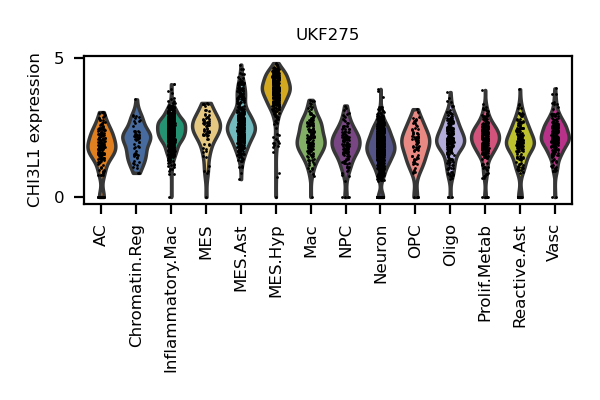 UKF275
CHI3L1 expression
5
0
AC
Chromatin.Reg
Inflammatory.Mac
MES
MES.Ast
MES.Hyp
Mac
NPC
Neuron
OPC
Oligo
Prolif.Metab
Reactive.Ast
Vasc